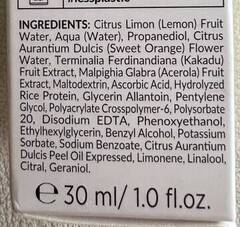 INGREDIENTS: Citrus Limon (Lemon) Fruit
Water, Aqua (Water), Propanediol, Citrus
Aurantium Dulcis (Sweet Orange) Flower
Water, Terminalia Ferdinandiana (Kakadu)
Fruit Extract, Malpighia Glabra (Acerola) Fruit
Water, Maltodextrin, Ascorbic Acid, Hydrolyzed
Rice Protein, Glycerin Allantoin, Pentylene
Glycol, Polyacrylate Crosspolymer-6, Polysorbate
20, Disodium EDTA, Phenoxyethanol,
Ethylhexylglycerin, Benzyl Alcohol, Potassium
Sorbate, Sodium Benzoate, Citrus Aurantium
Dulcis Peel Oil Expressed, Limonene, Linalool,
Citral, Geraniol.
℮ 30 ml/ 1.0 fl.oz.